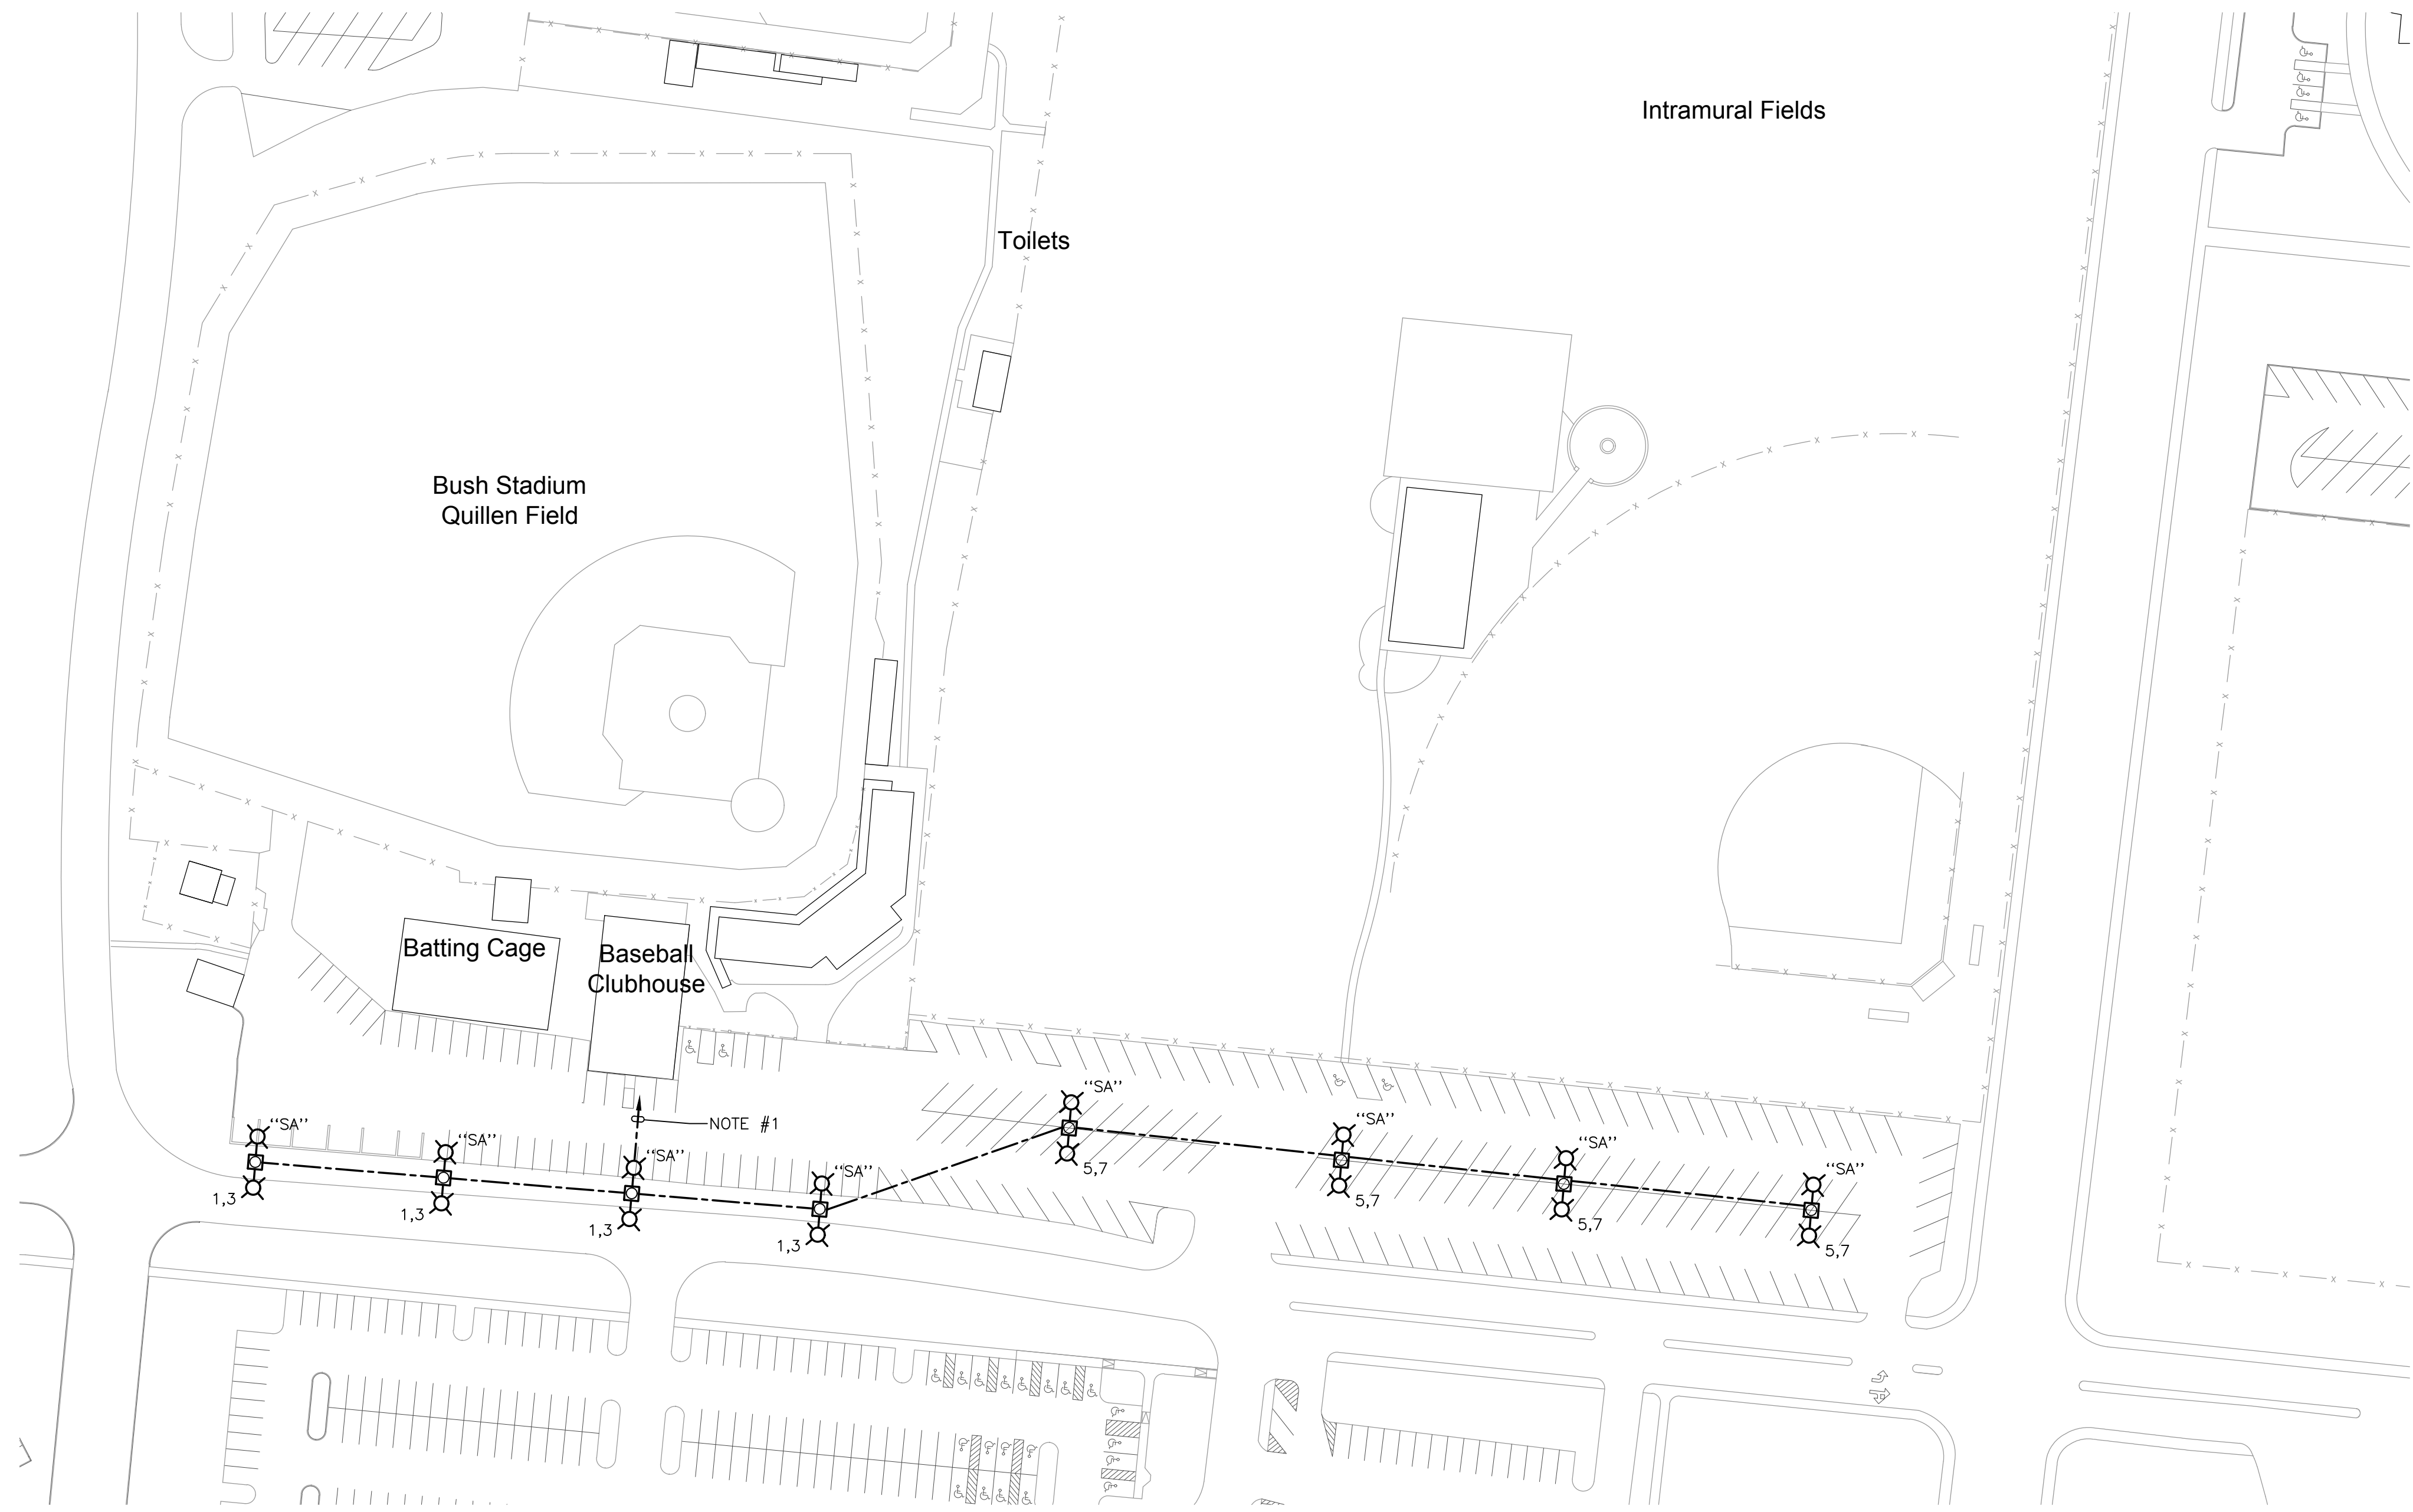 Intramural Fields
Toilets
Bush Stadium
Quillen Field
Batting Cage
Baseball
Clubhouse
NOTE #1
"SA"
"SA"
"SA"
"SA"
"SA"
"SA"
"SA"
"SA"
1,3
1,3
1,3
1,3
5,7
5,7
5,7
5,7